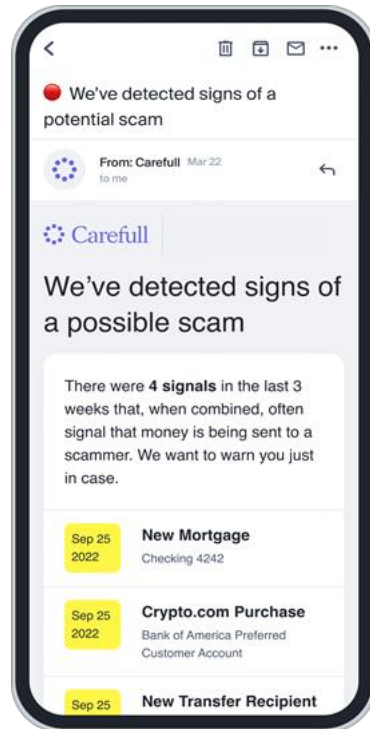 We've detected signs of a
potential scam
From: Carefull Mar 22
to me
Carefull
We've detected signs of
a possible scam
There were 4 signals in the last 3
weeks that, when combined, often
signal that money is being sent to a
scammer. We want to warn you just
in case.
Sep 25
2022
New Mortgage
Checking 4242
Sep 25
2022
Crypto.com Purchase
Bank of America Preferred
Customer Account
Sep 25
New Transfer Recipient